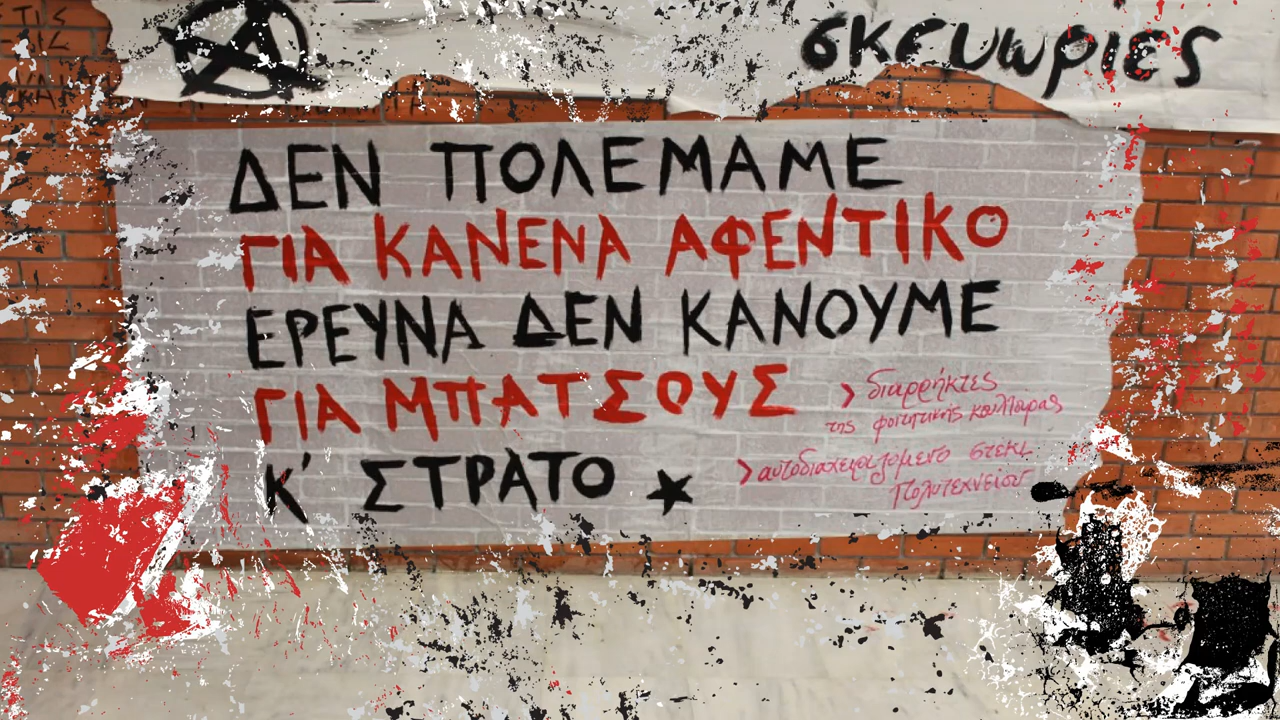 σκευωρίες
ΔΕΝ ΠΟΛΕΜΑΜΕ
ΓΙΑ ΚΑΝΕΝΑ ΑΦΕΝΤΙΚΟ
ΕΡΕΥΝΑ ΔΕΝ ΚΑΝΟΥΜΕ
ΓΙΑ ΜΠΑΤΣΟΥΣ
Κ' ΣΤΡΑΤΟ ★
> διαρρήκτες
της φοιτητικής κουλτούρας
> αυτοδιαχειριζόμενο στέκι
Πολυτεχνείου